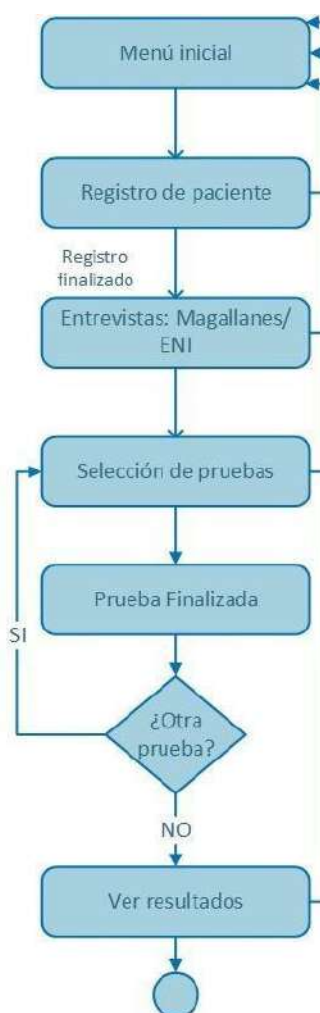 Menú inicial
Registro de paciente
Registro
finalizado
Entrevistas: Magallanes/
ENI
Selección de pruebas
Prueba Finalizada
SI
¿Otra
prueba?
NO
Ver resultados